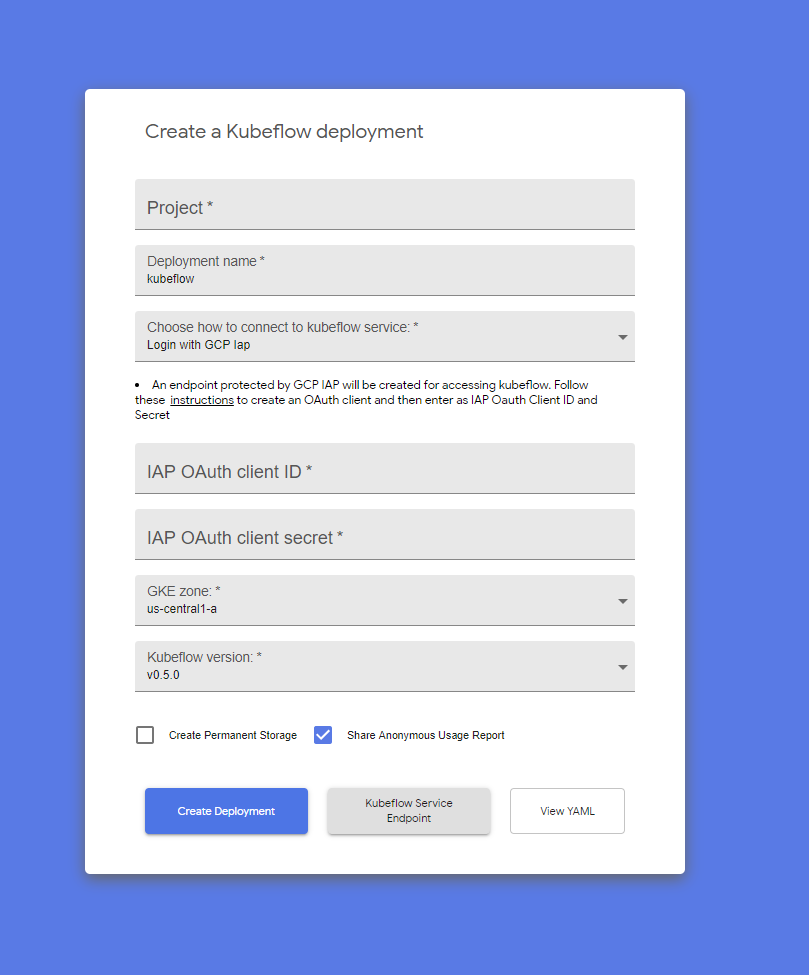 Create a Kubeflow deployment
Project *
Deployment name *
kubeflow
Choose how to connect to kubeflow service: *
Login with GCP Iap
• An endpoint protected by GCP IAP will be created for accessing kubeflow. Follow
these instructions to create an OAuth client and then enter as IAP Oauth Client ID and
Secret
IAP OAuth client ID *
IAP OAuth client secret *
GKE zone: *
us-central1-a
Kubeflow version: *
v0.5.0
Create Permanent Storage
Share Anonymous Usage Report
Create Deployment
Kubeflow Service
Endpoint
View YAML